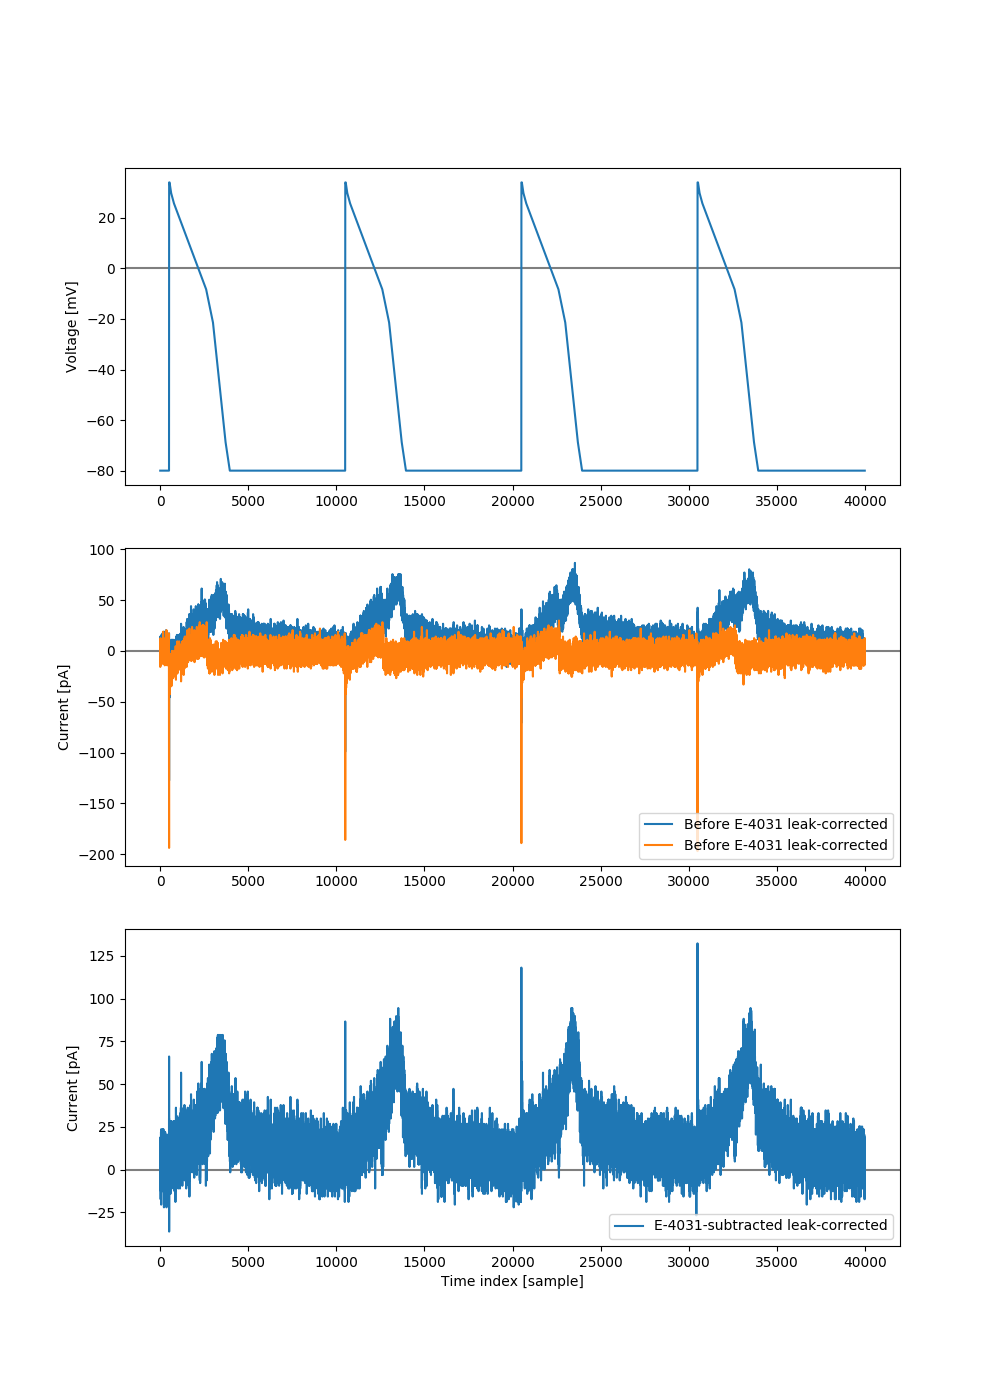 20
0
−20
−40
−60
−80
Voltage [mV]
0 5000 10000 15000 20000 25000 30000 35000 40000
100
50
0
−50
−100
−150
−200
Current [pA]
Before E-4031 leak-corrected
Before E-4031 leak-corrected
0 5000 10000 15000 20000 25000 30000 35000 40000
125
100
75
50
25
0
−25
Current [pA]
E-4031-subtracted leak-corrected
0 5000 10000 15000 20000 25000 30000 35000 40000
Time index [sample]